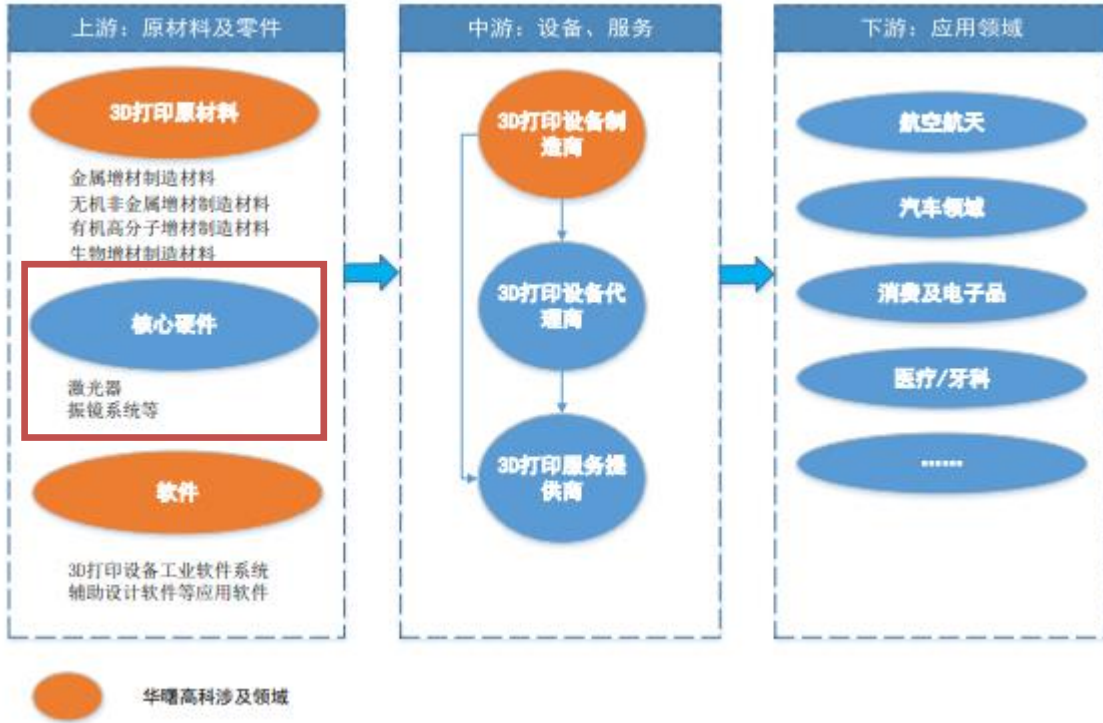 上游：原材料及零件
3D打印原材料
金属增材制造材料
无机非金属增材制造材料
有机高分子增材制造材料
生物增材制造材料
核心硬件
激光器
振镜系统等
软件
3D打印设备工业软件系统
辅助设计软件等应用软件
中游：设备、服务
3D打印设备制
造商
3D打印设备代
理商
3D打印服务提
供商
下游：应用领域
航空航天
汽车领域
消费及电子品
医疗/牙科
……
华曙高科涉及领域